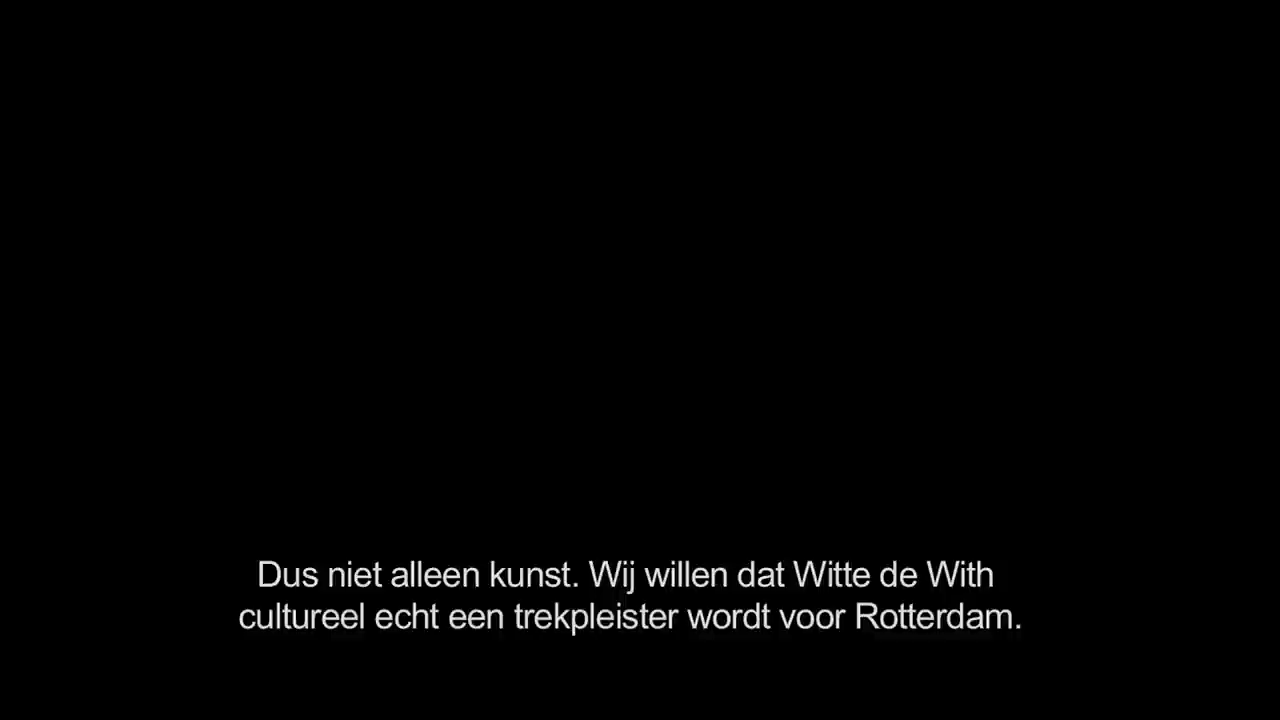 Dus niet alleen kunst. Wij willen dat Witte de With
cultureel echt een trekpleister wordt voor Rotterdam.